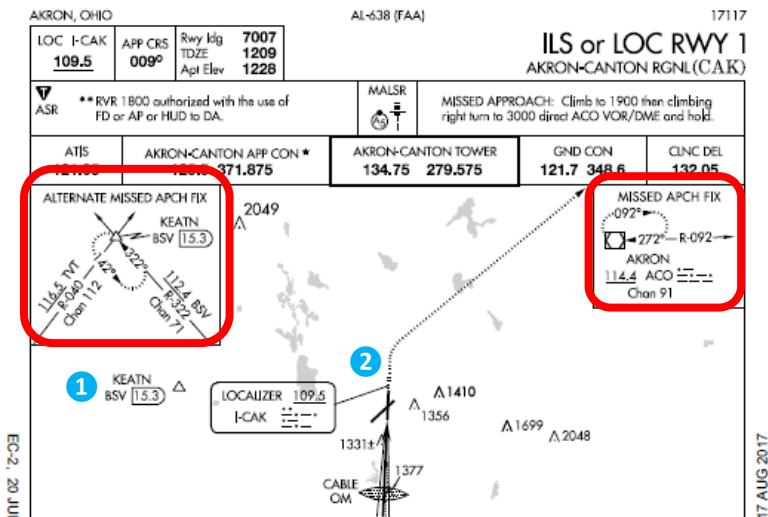 AKRON, OHIO
AL-638 (FAA)
17117
LOC I-CAK
109.5
APP CRS
009°
Rwy ldg 7007
TDZE 1209
Apt Elev 1228
ILS or LOC RWY 1
AKRON-CANTON RGNL (CAK)
T
ASR
**RVR 1800 authorized with the use of
FD or AP or HUD to DA.
MALSR
A5
MISSED APPROACH: Climb to 1900 then climbing
right turn to 3000 direct ACO VOR/DME and hold.
ATIS
AKRON-CANTON APP CON *
371.875
AKRON-CANTON TOWER
134.75 279.575
GND CON
121.7 348.6
CLNC DEL
132.05
ALTERNATE MISSED APCH FIX
KEATN
BSV 15.3
322°
42°
116.5 TVT
R-040
Chan 112
112.4 BSV
R-322
Chan 71
2049
MISSED APCH FIX
092°
272° R-092
AKRON
114.4 ACO
Chan 91
1
KEATN
BSV 15.3
2
LOCALIZER 109.5
I-CAK
1410
1356
1699
2048
1331±
1377
CABLE
OM
EC-2, 20 JUL
17 AUG 2017